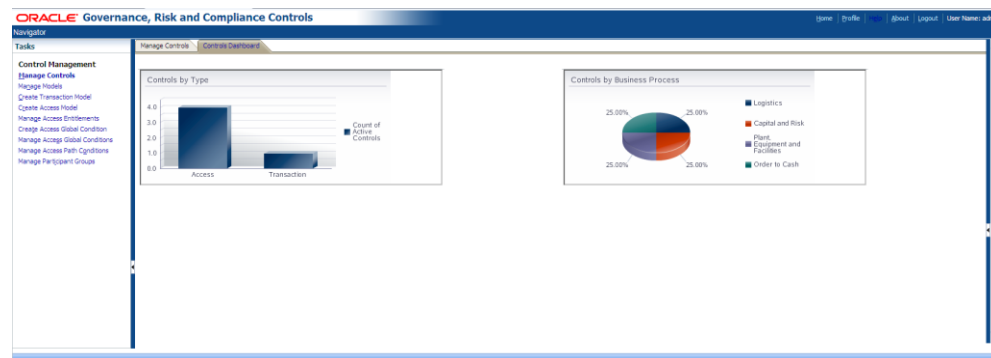 ORACLE Governance, Risk and Compliance Controls
Home Profile Help About Logout User Name: ad
Navigator
Tasks
Manage Controls Controls Dashboard
Control Management
Manage Controls
Manage Models
Create Transaction Model
Create Access Model
Manage Access Entitlements
Create Access Global Condition
Manage Access Global Conditions
Manage Access Path Conditions
Manage Participant Groups
Controls by Type
4.0
3.0
2.0
1.0
0.0
Access Transaction
Count of
Active
Controls
Controls by Business Process
25.00% 25.00%
25.00% 25.00%
Logistics
Capital and Risk
Plant,
Equipment and
Facilities
Order to Cash